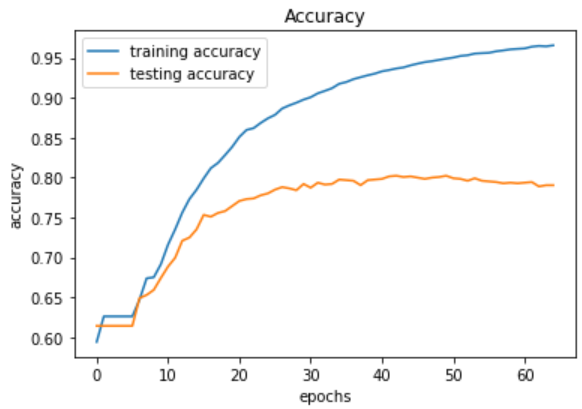 Accuracy
training accuracy
testing accuracy
0.95
0.90
0.85
0.80
0.75
0.70
0.65
0.60
accuracy
0 10 20 30 40 50 60
epochs